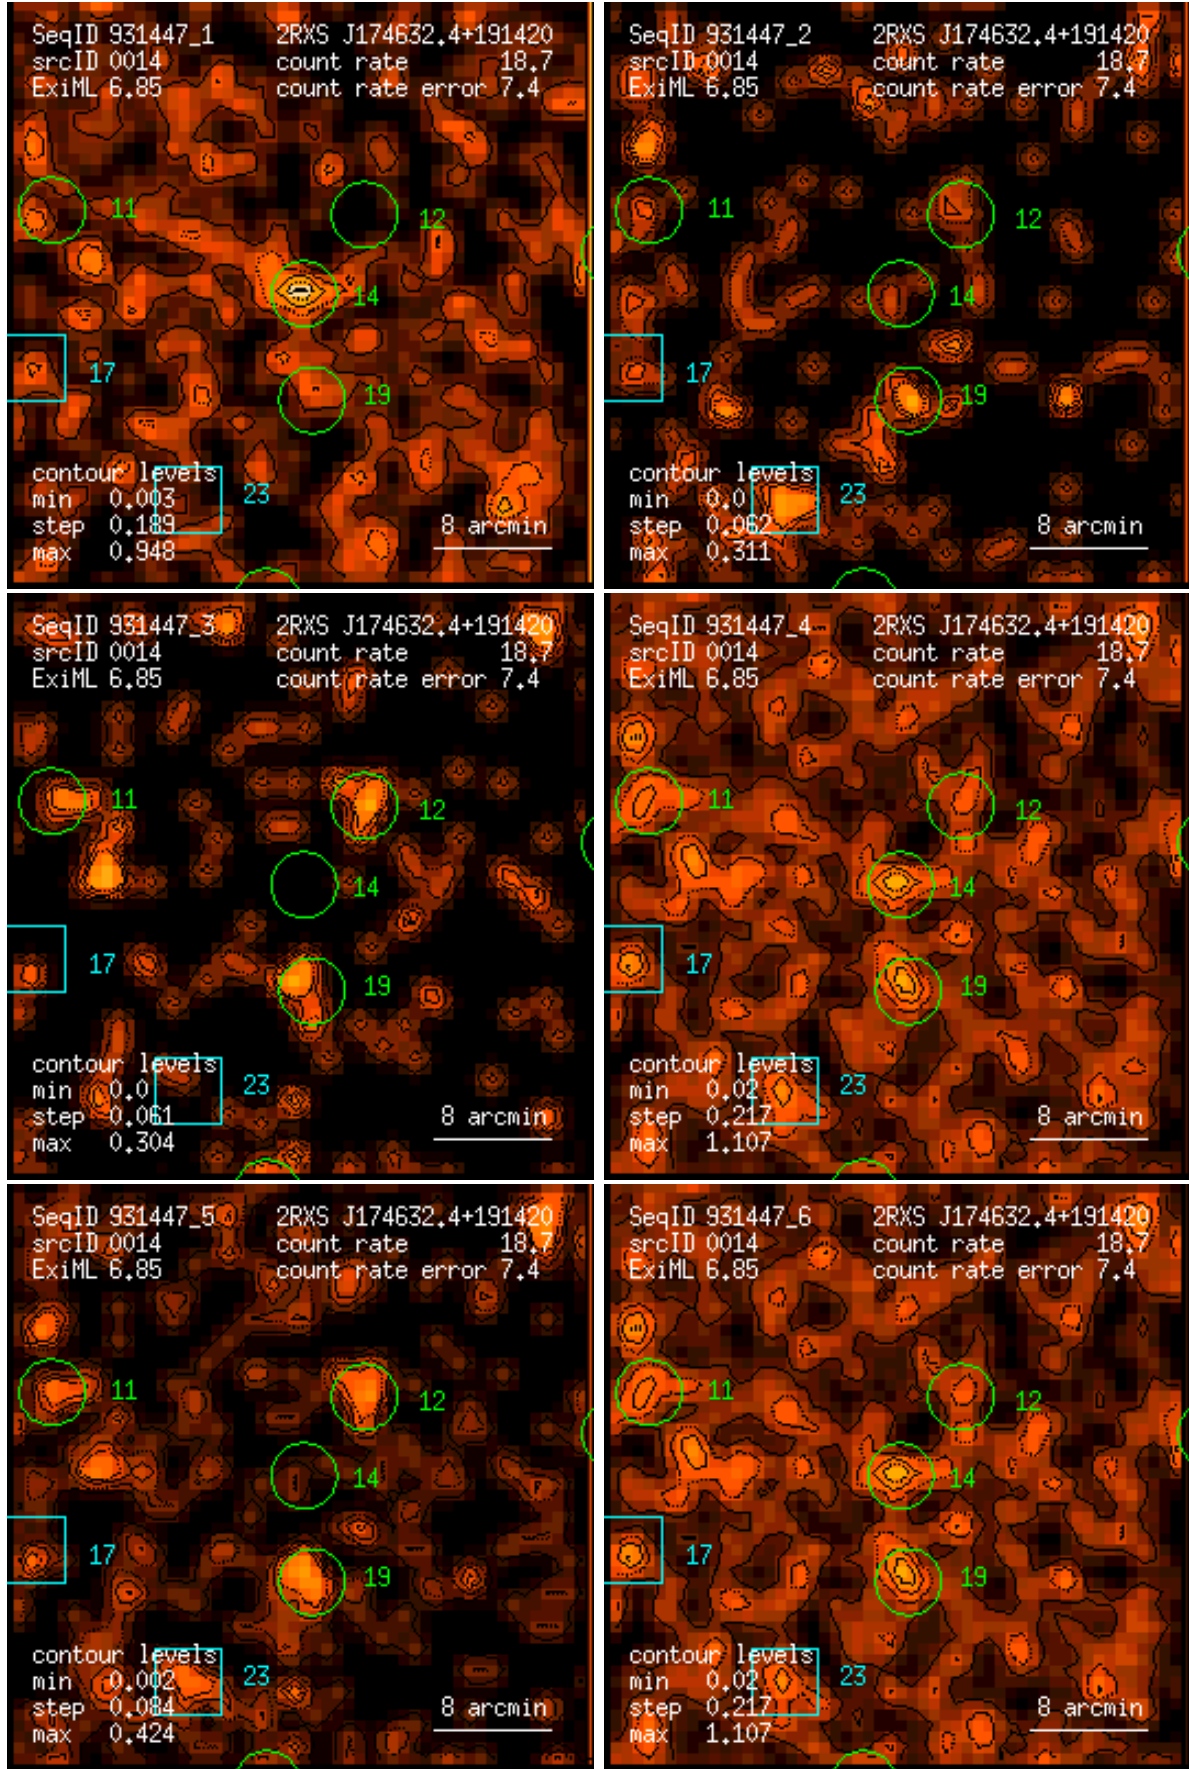 SeqID 931447_1 2RXS J174632.4+191420
srcID 0014 count rate 18.7
ExiML 6.85 count rate error 7.4
11
12
14
17
19
contour levels
min 0.003
23
step 0.189
8 arcmin
max 0.948
SeqID 931447_2 2RXS J174632.4+191420
srcID 0014 count rate 18.7
ExiML 6.85 count rate error 7.4
11
12
14
17
19
contour levels
min 0.0
23
step 0.062
8 arcmin
max 0.311
SeqID 931447_3 2RXS J174632.4+191420
srcID 0014 count rate 18.7
ExiML 6.85 count rate error 7.4
11
12
14
17
19
contour levels
min 0.0
23
step 0.061
8 arcmin
max 0.304
SeqID 931447_4 2RXS J174632.4+191420
srcID 0014 count rate 18.7
ExiML 6.85 count rate error 7.4
11
12
14
17
19
contour levels
min 0.02
23
step 0.217
8 arcmin
max 1.107
SeqID 931447_5 2RXS J174632.4+191420
srcID 0014 count rate 18.7
ExiML 6.85 count rate error 7.4
11
12
14
17
19
contour levels
min 0.002
23
step 0.084
8 arcmin
max 0.424
SeqID 931447_6 2RXS J174632.4+191420
srcID 0014 count rate 18.7
ExiML 6.85 count rate error 7.4
11
12
14
17
19
contour levels
min 0.02
23
step 0.217
8 arcmin
max 1.107